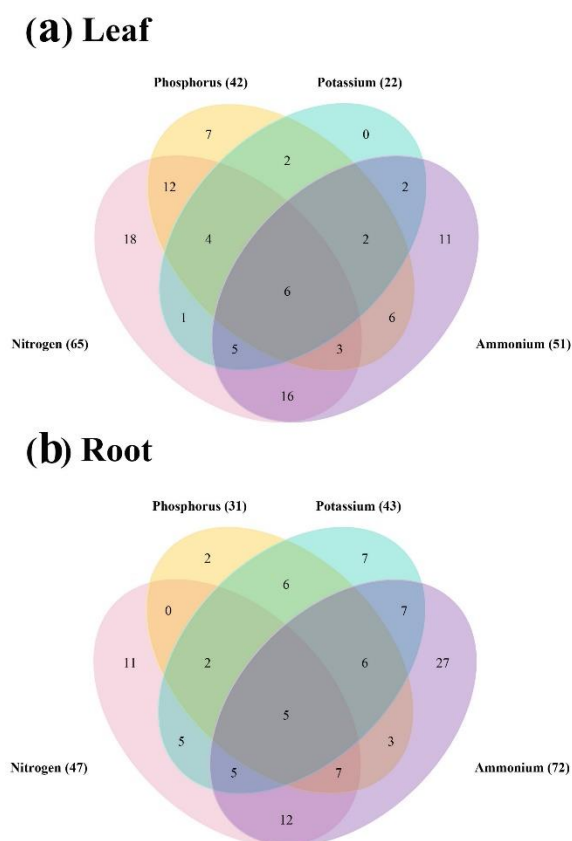 (a) Leaf
Phosphorus (42) Potassium (22)
7 0
2
12 2
18 4 2 11
6
1 6
Nitrogen (65) 5 3 Ammonium (51)
16
(b) Root
Phosphorus (31) Potassium (43)
2 7
6
0 7
11 2 6 27
5
5 3
Nitrogen (47) 5 7 Ammonium (72)
12